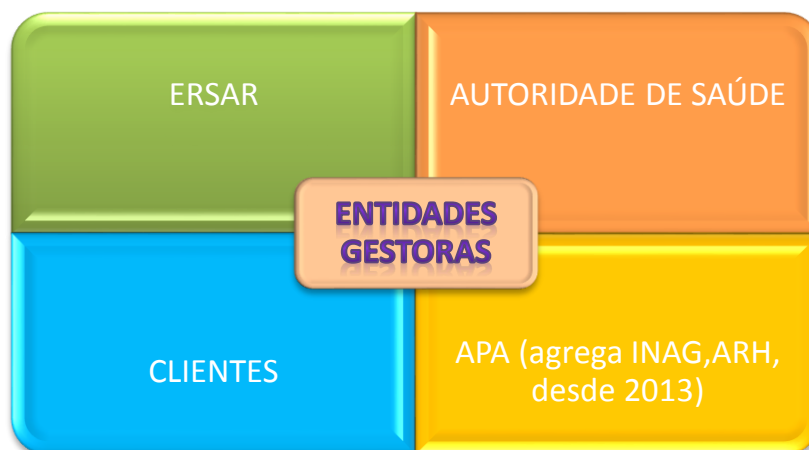 ERSAR
AUTORIDADE DE SAÚDE
ENTIDADES
GESTORAS
CLIENTES
APA (agrega INAG,ARH,
desde 2013)